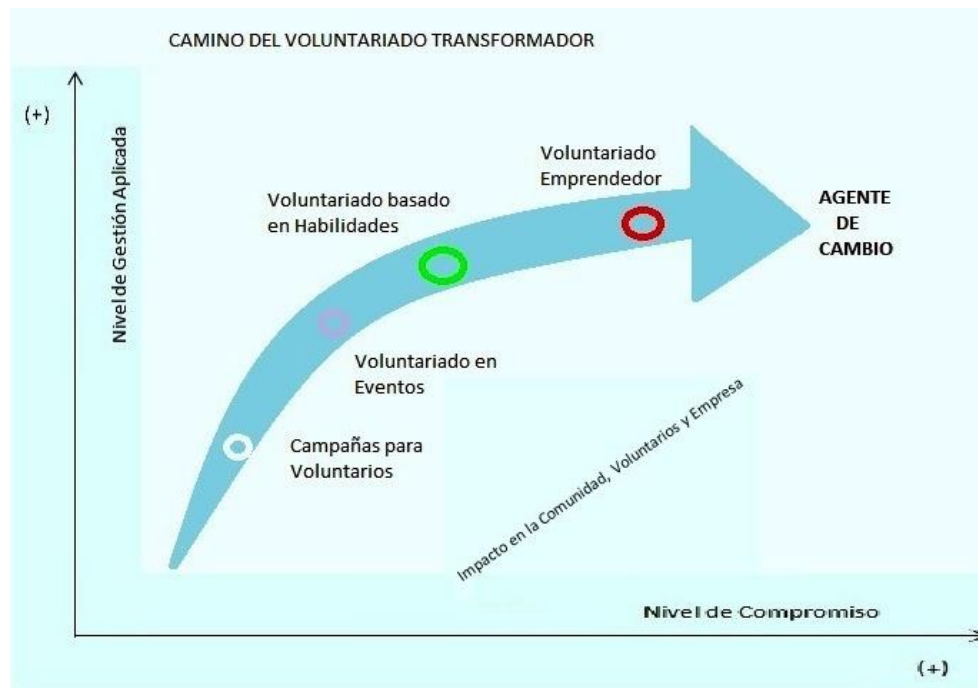 CAMINO DEL VOLUNTARIADO TRANSFORMADOR
(+)
Nivel de Gestión Aplicada
Voluntariado
Emprendedor
Voluntariado basado
en Habilidades
AGENTE
DE
CAMBIO
Voluntariado en
Eventos
Campañas para
Voluntarios
Impacto en la Comunidad, Voluntarios y Empresa
Nivel de Compromiso
(+)